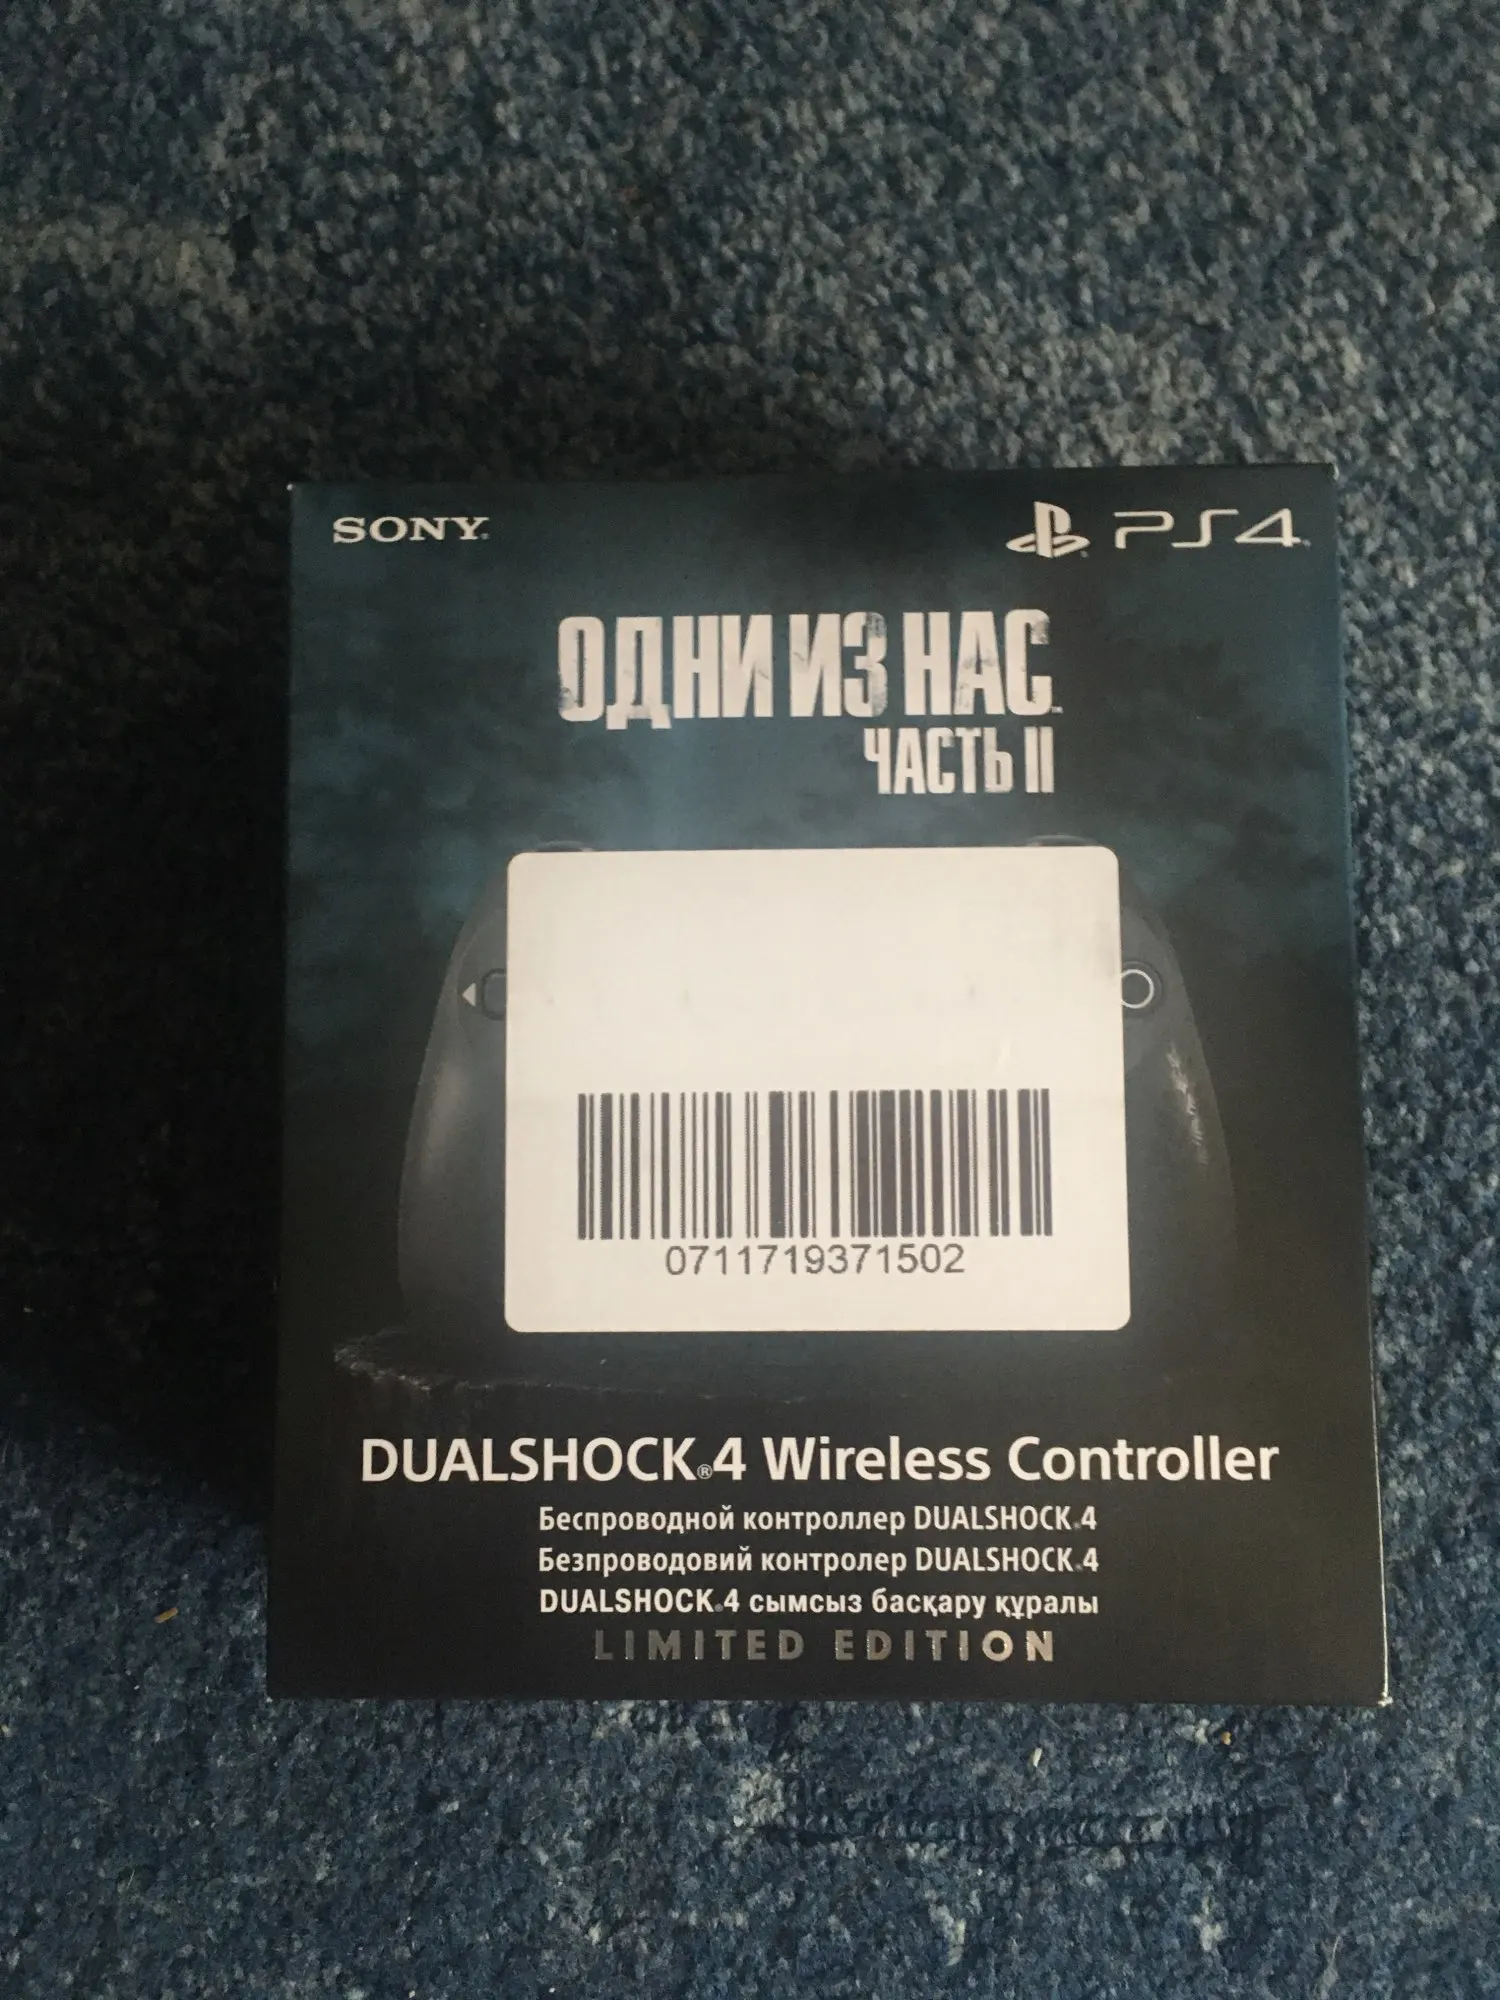 SONY
PS4
ОДНИ ИЗ НАС
ЧАСТЬ II
0711719371502
DUALSHOCK®4 Wireless Controller
Беспроводной контроллер DUALSHOCK®4
Безпроводовий контролер DUALSHOCK®4
DUALSHOCK®4 сымсыз басқару құралы
LIMITED EDITION